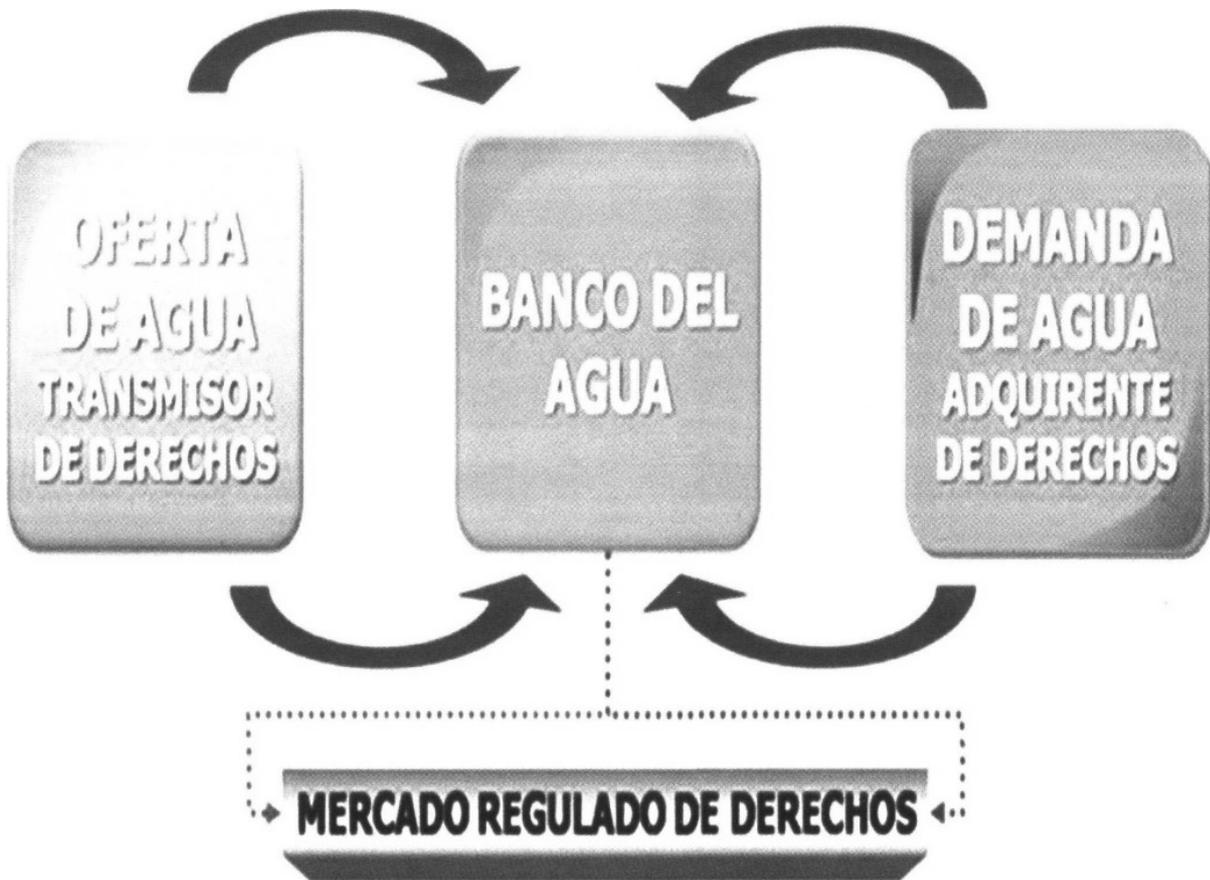 OFERTA
DE AGUA
TRANSMISOR
DE DERECHOS
BANCO DEL
AGUA
DEMANDA
DE AGUA
ADQUIRENTE
DE DERECHOS
MERCADO REGULADO DE DERECHOS